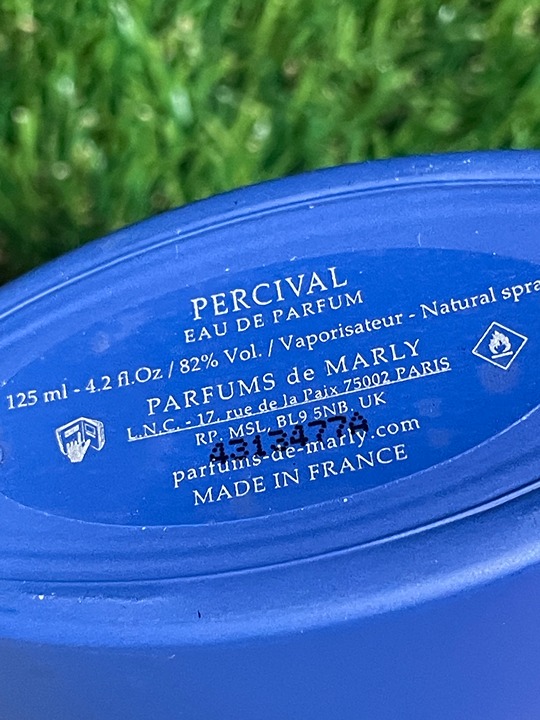 PERCIVAL
EAU DE PARFUM
125 ml - 4.2 fl.Oz / 82% Vol. / Vaporisateur - Natural spra
PARFUMS de MARLY
L.N.C. - 17, rue de la Paix 75002 PARIS
RP. MSL, BL9 5NB, UK
4313477A
parfums-de-marly.com
MADE IN FRANCE